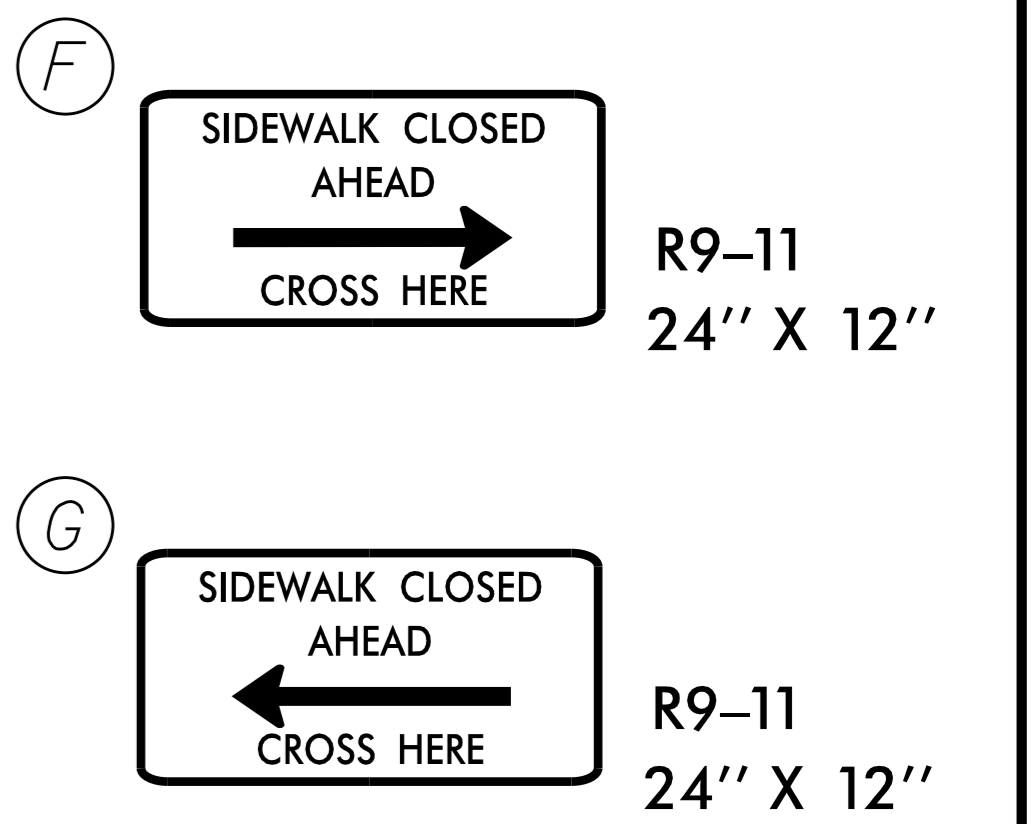 F
SIDEWALK CLOSED
AHEAD
CROSS HERE
R9–11
24'' X 12''
G
SIDEWALK CLOSED
AHEAD
CROSS HERE
R9–11
24'' X 12''